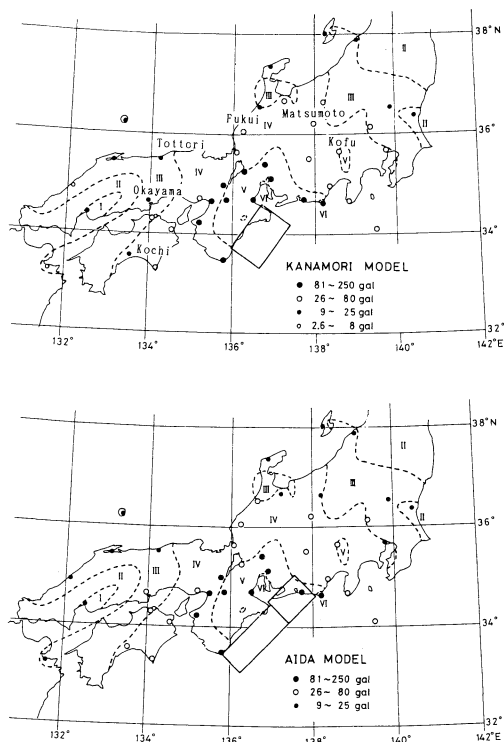 38°N
II
III
III
Matsumoto
Fukui
IV
II
36°
Kofu
Tottori
V
III
IV
II
Okayama
V
I
VI
VI
34°
Kochi
KANAMORI MODEL
81~250 gal
26~ 80 gal
9~ 25 gal
2.6~ 8 gal
32°
132°
134°
136°
138°
140°
142°E
38°N
II
III
III
IV
II
36°
V
III
IV
II
V
I
VI
VI
34°
AIDA MODEL
81~250 gal
26~ 80 gal
9~ 25 gal
32°
132°
134°
136°
138°
140°
142°E